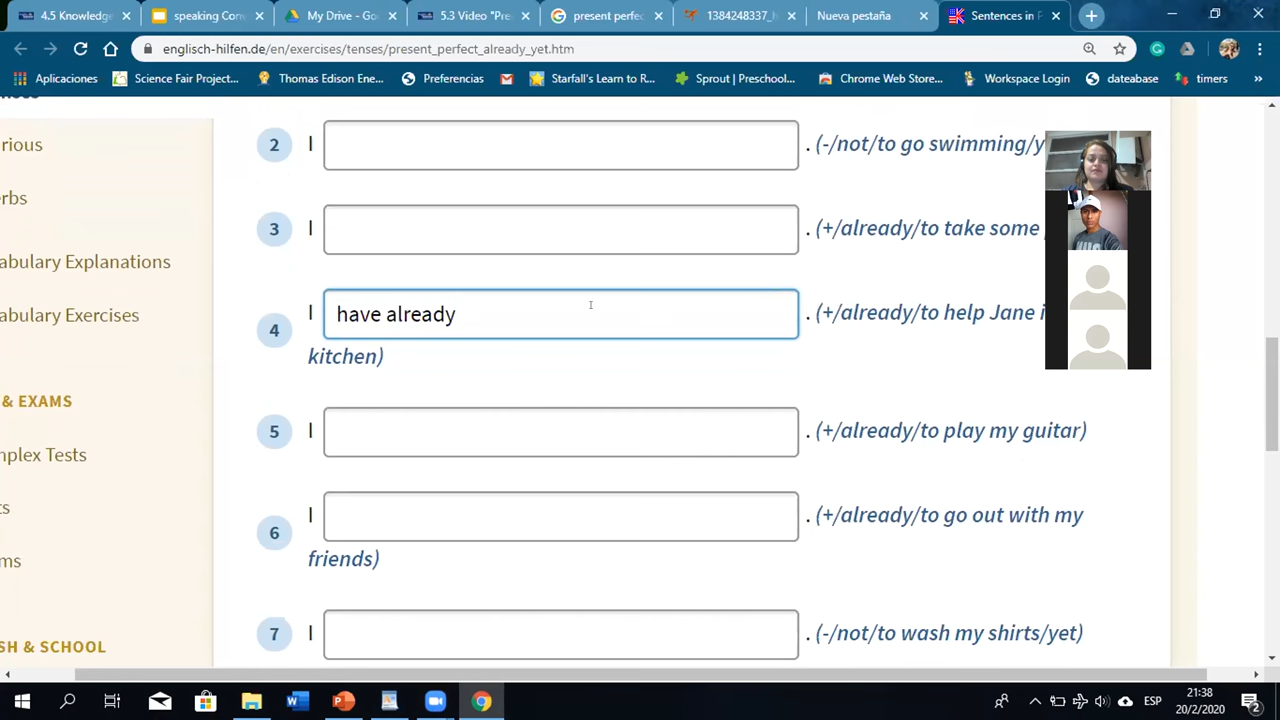 4.5 Knowledge
speaking Con
My Drive - Goo
5.3 Video "Pre
present perfec
1384248337_h
Nueva pestaña
Sentences in P
englisch-hilfen.de/en/exercises/tenses/present_perfect_already_yet.htm
Aplicaciones
Science Fair Project...
Thomas Edison Ene...
Preferencias
Starfall's Learn to R...
Sprout | Preschool...
Chrome Web Store...
Workspace Login
dateabase
timers
rious
rbs
abulary Explanations
abulary Exercises
& EXAMS
nplex Tests
ts
ms
SH & SCHOOL
2 I . (-/not/to go swimming/y
3 I . (+/already/to take some
4 I have already . (+/already/to help Jane i
kitchen)
5 I . (+/already/to play my guitar)
6 I . (+/already/to go out with my
friends)
7 I . (-/not/to wash my shirts/yet)
ESP
21:38
20/2/2020
2